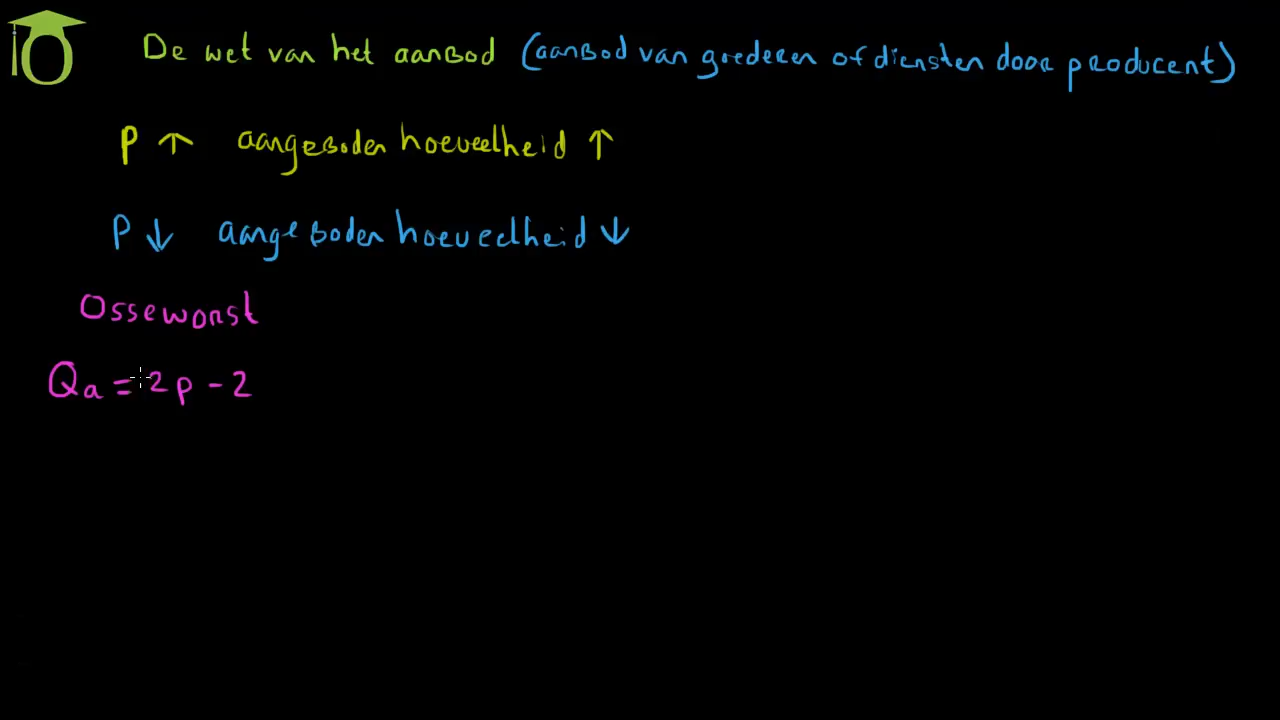 De wet van het aanbod (aanbod van goederen of diensten door producent)
P ↑ aangeboden hoeveelheid ↑
P ↓ aangeboden hoeveelheid ↓
Osseworst
Qa = 2p - 2